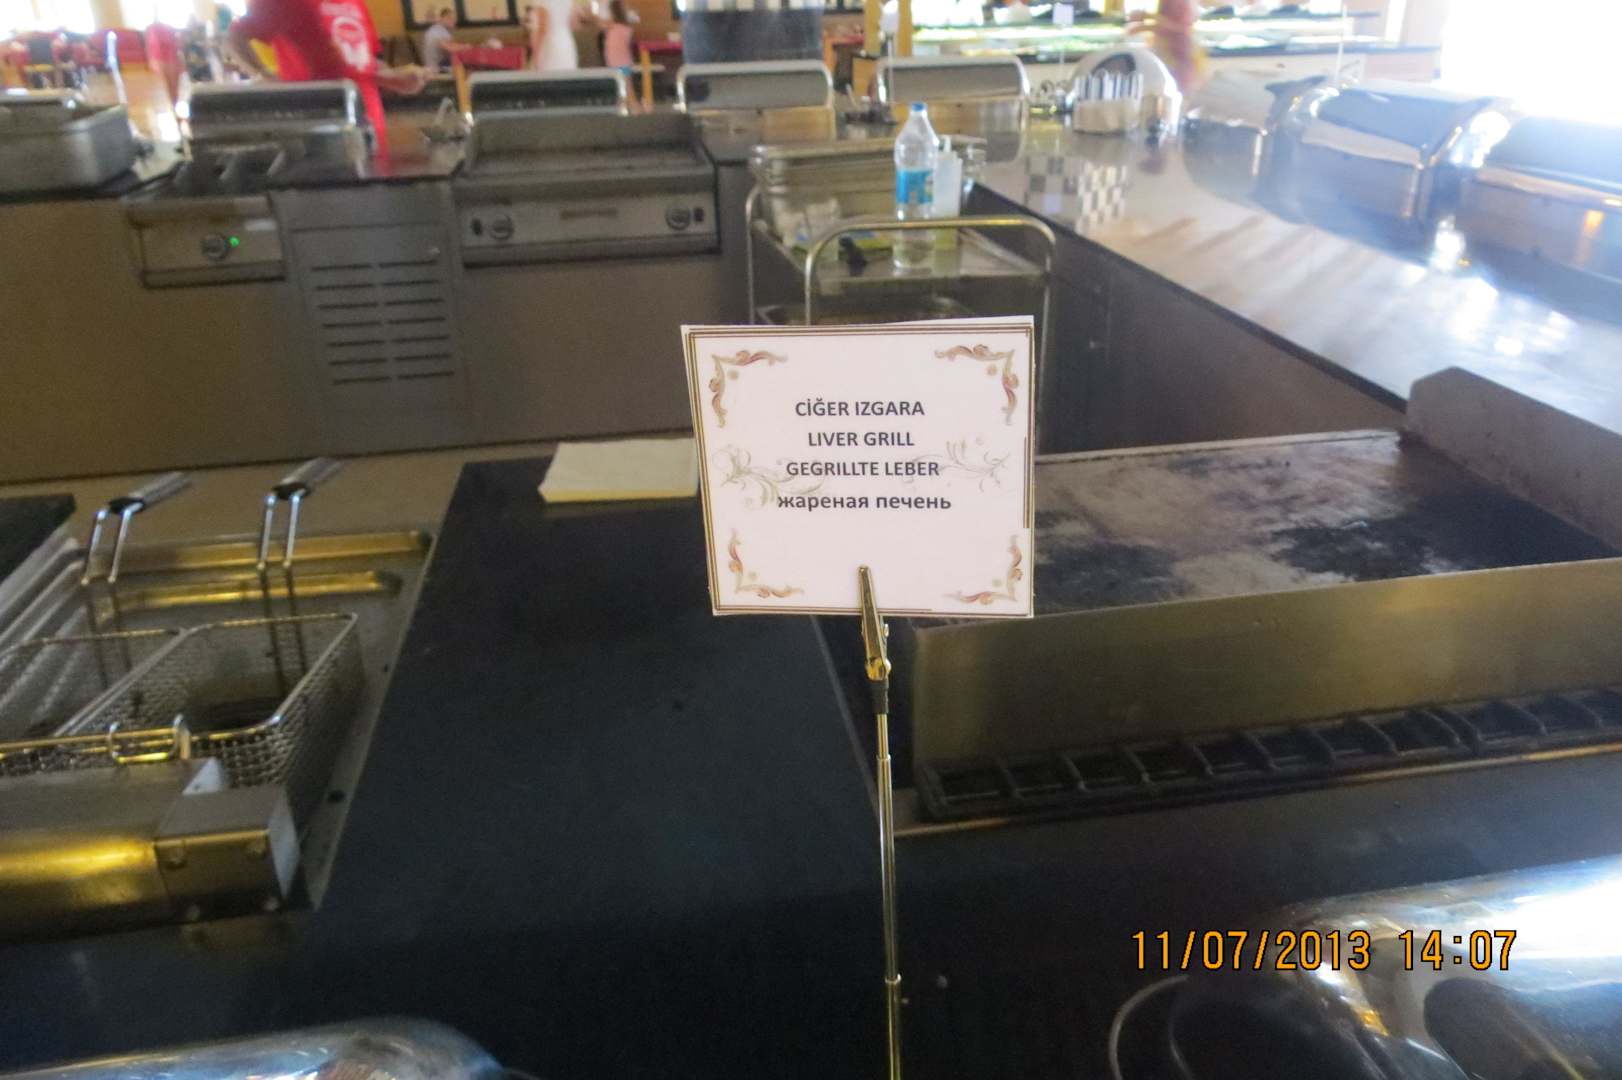 CİĞER IZGARA
LIVER GRILL
GEGRILLTE LEBER
жареная печень
11/07/2013 14:07